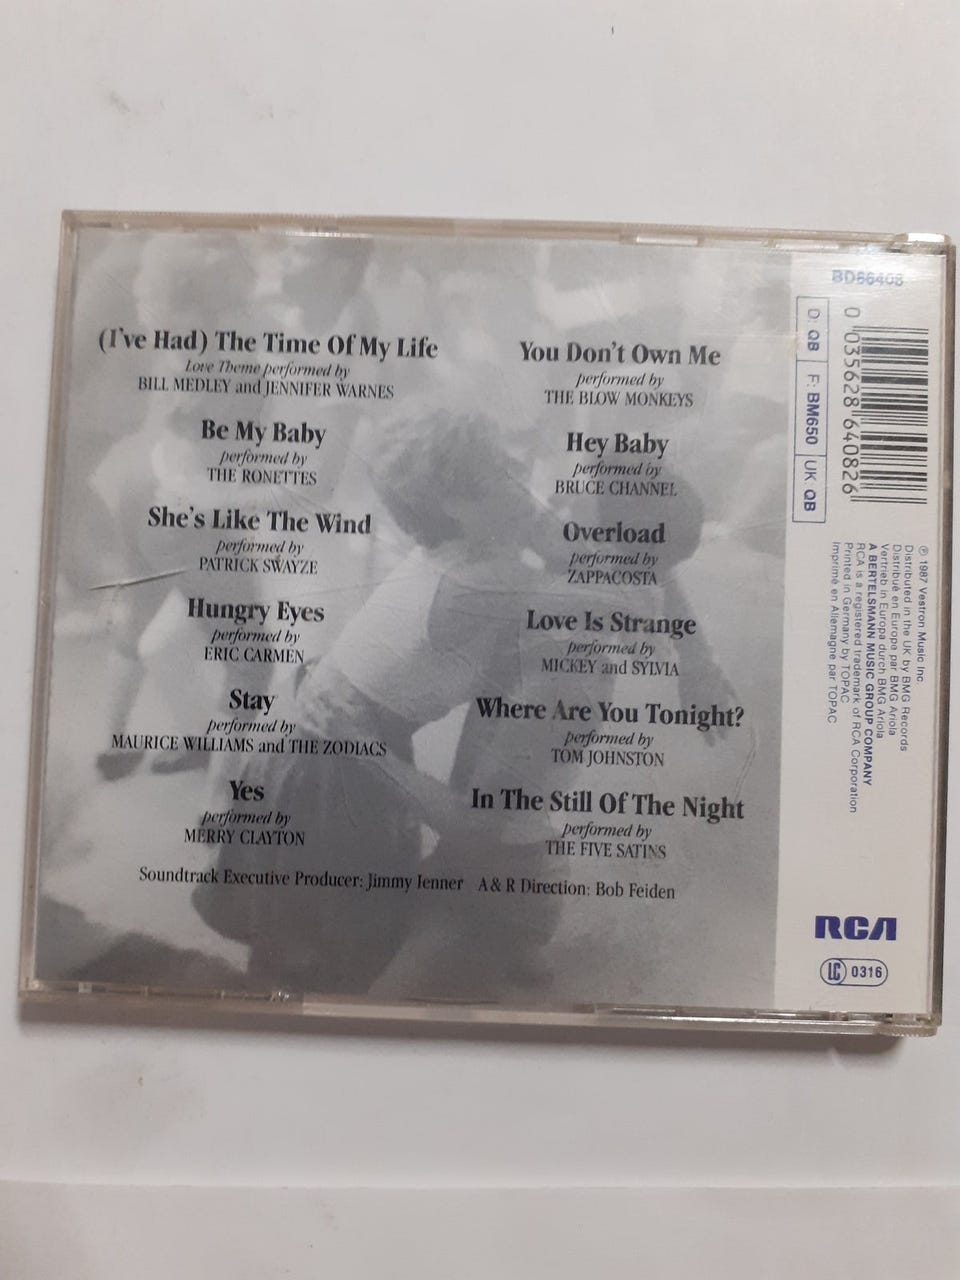 (I've Had) The Time Of My Life
Love Theme performed by
BILL MEDLEY and JENNIFER WARNES
Be My Baby
performed by
THE RONETTES
She's Like The Wind
performed by
PATRICK SWAYZE
Hungry Eyes
performed by
ERIC CARMEN
Stay
performed by
MAURICE WILLIAMS and THE ZODIACS
Yes
performed by
MERRY CLAYTON
You Don't Own Me
performed by
THE BLOW MONKEYS
Hey Baby
performed by
BRUCE CHANNEL
Overload
performed by
ZAPPACOSTA
Love Is Strange
performed by
MICKEY and SYLVIA
Where Are You Tonight?
performed by
TOM JOHNSTON
In The Still Of The Night
performed by
THE FIVE SATINS
Soundtrack Executive Producer: Jimmy Ienner A & R Direction: Bob Feiden
BD86408
0 035628 640826
D: QB F: BM650 UK: QB
℗ 1987 Vestron Music Inc.
Distributed in the UK by BMG Records
Distribué en Europe par BMG Ariola
Vertrieb in Europa durch BMG Ariola
A BERTELSMANN MUSIC GROUP COMPANY
RCA is a registered trademark of RCA Corporation
Printed in Germany by TOPAC
Imprimé en Allemagne par TOPAC
RCA
LC 0316